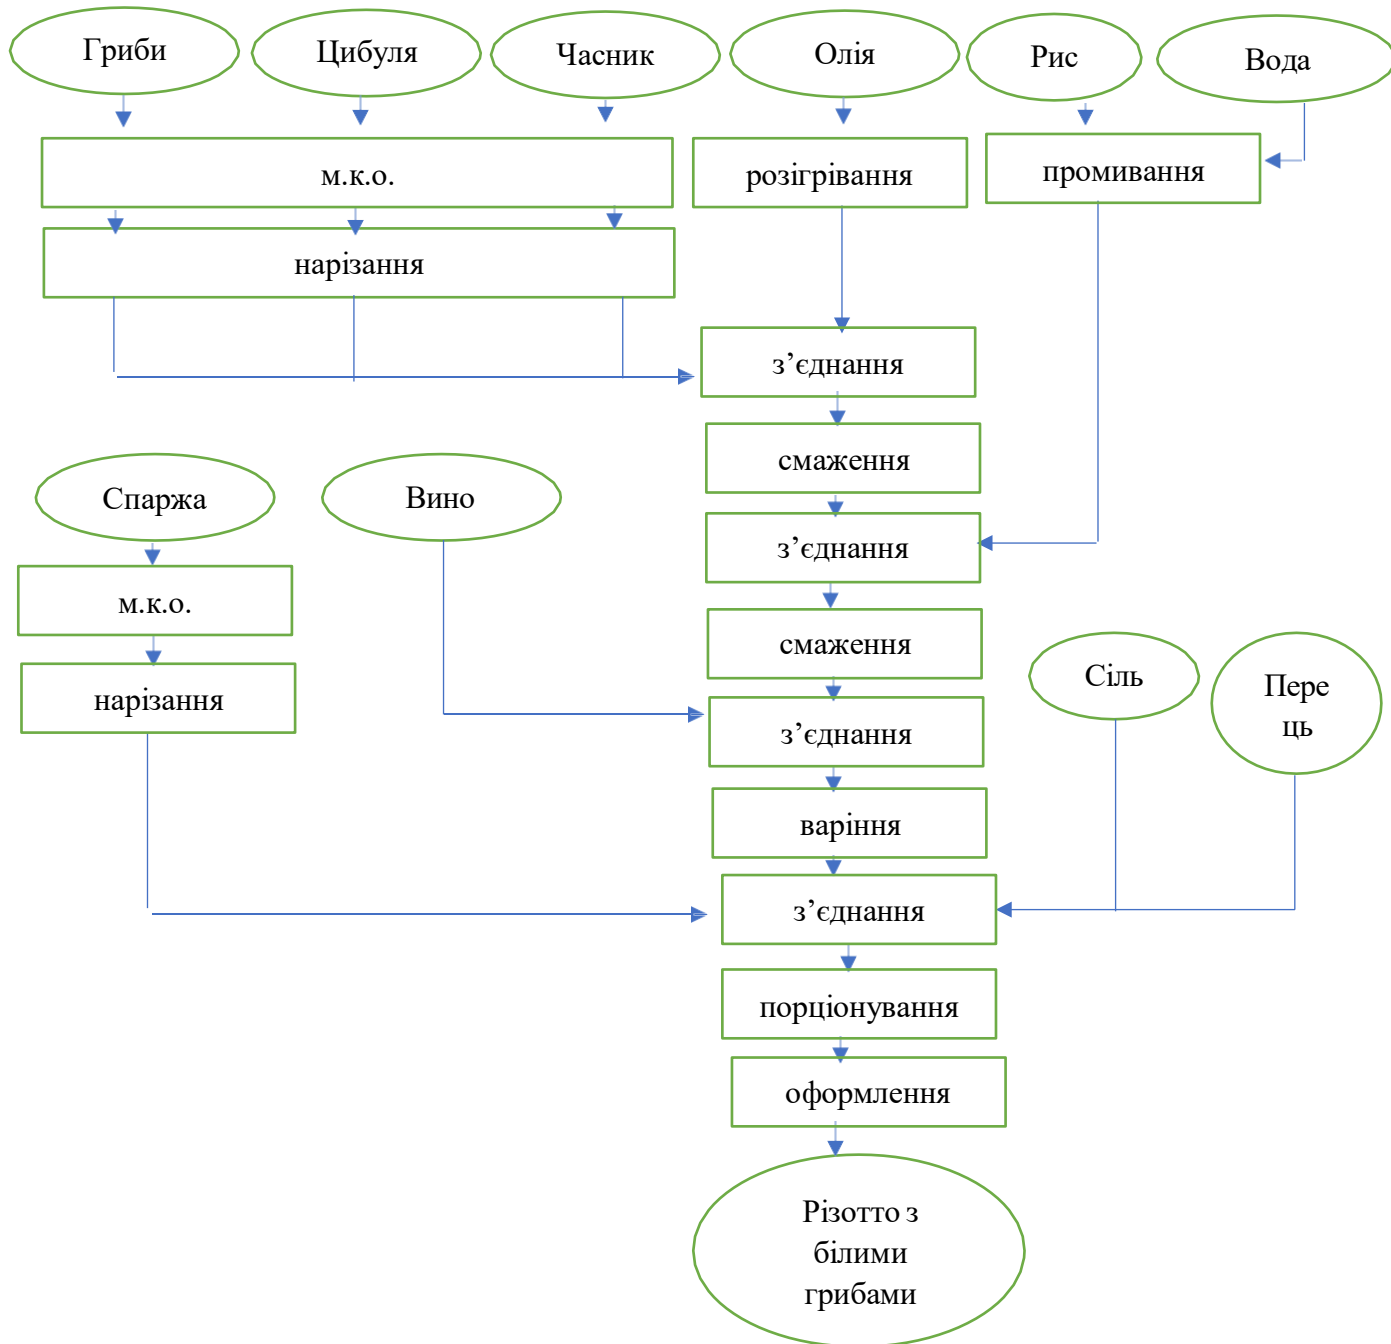 Гриби
Цибуля
Часник
Олія
Рис
Вода
м.к.о.
розігрівання
промивання
нарізання
з’єднання
смаження
Спаржа
Вино
з’єднання
м.к.о.
смаження
Сіль
Пере
ць
нарізання
з’єднання
варіння
з’єднання
порціонування
оформлення
Різотто з
білими
грибами